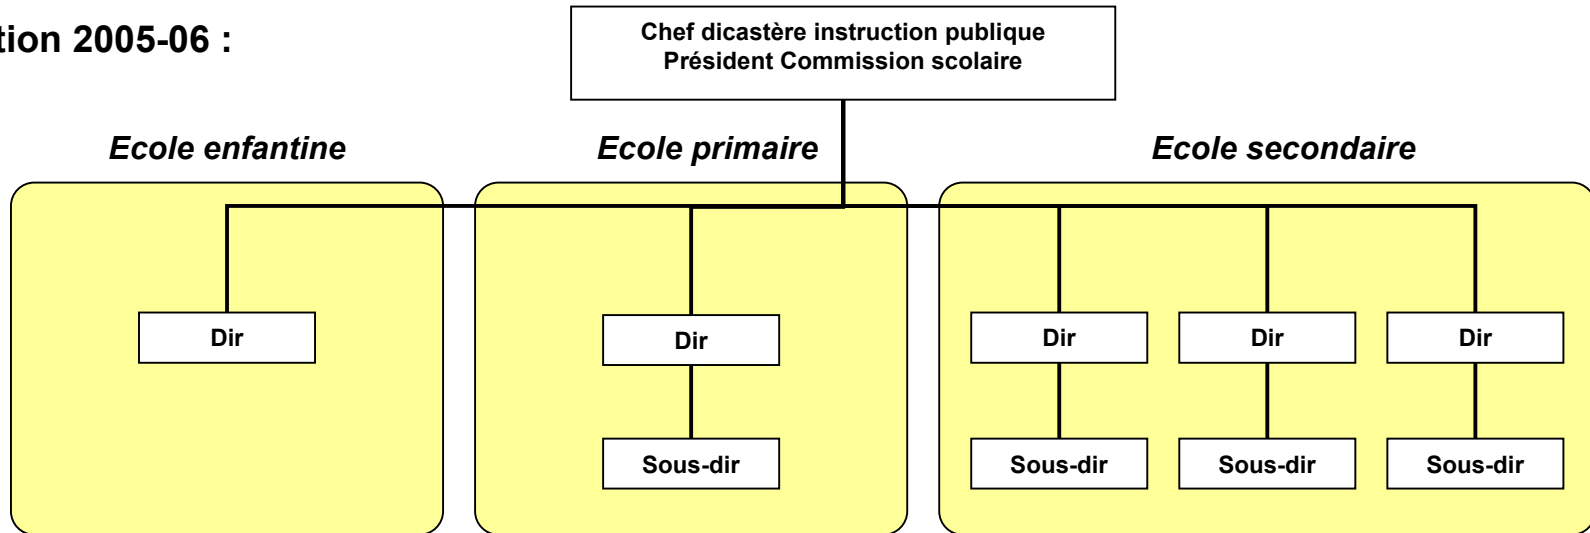 tion 2005-06 :
Chef dicastère instruction publique
Président Commission scolaire
Ecole enfantine
Ecole primaire
Ecole secondaire
Dir
Dir
Dir
Dir
Dir
Sous-dir
Sous-dir
Sous-dir
Sous-dir